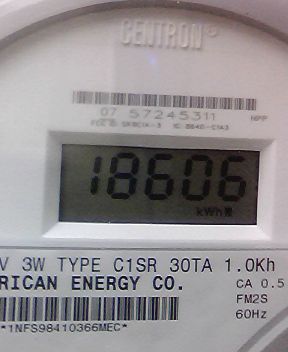 CENTRON®
07 57245311 NPP
18606
kWh
V 3W TYPE C1SR 30TA 1.0Kh
RICAN ENERGY CO. CA 0.5
FM2S
60Hz
*1NFS98410366MEC*